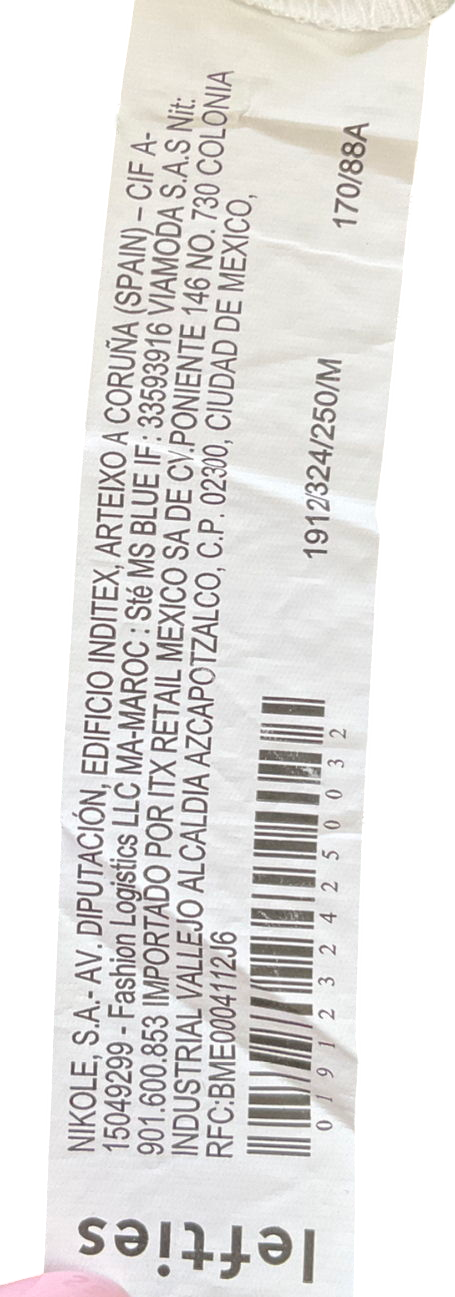 NIKOLE, S.A.- AV. DIPUTACIÓN, EDIFICIO INDITEX, ARTEIXO A CORUÑA (SPAIN) – CIF A-
15049299 - Fashion Logistics LLC MA-MAROC : Sté MS BLUE IF: 33593916 VIAMODA S.A.S Nit:
901.600.853 IMPORTADO POR ITX RETAIL MEXICO SA DE CV.PONIENTE 146 NO. 730 COLONIA
INDUSTRIAL VALLEJO ALCALDIA AZCAPOTZALCO, C.P. 02300, CIUDAD DE MEXICO,
RFC:BME0004112J6
0 1 9 1 2 3 2 4 2 5 0 0 3 2
1912/324/250/M
170/88A
lefties